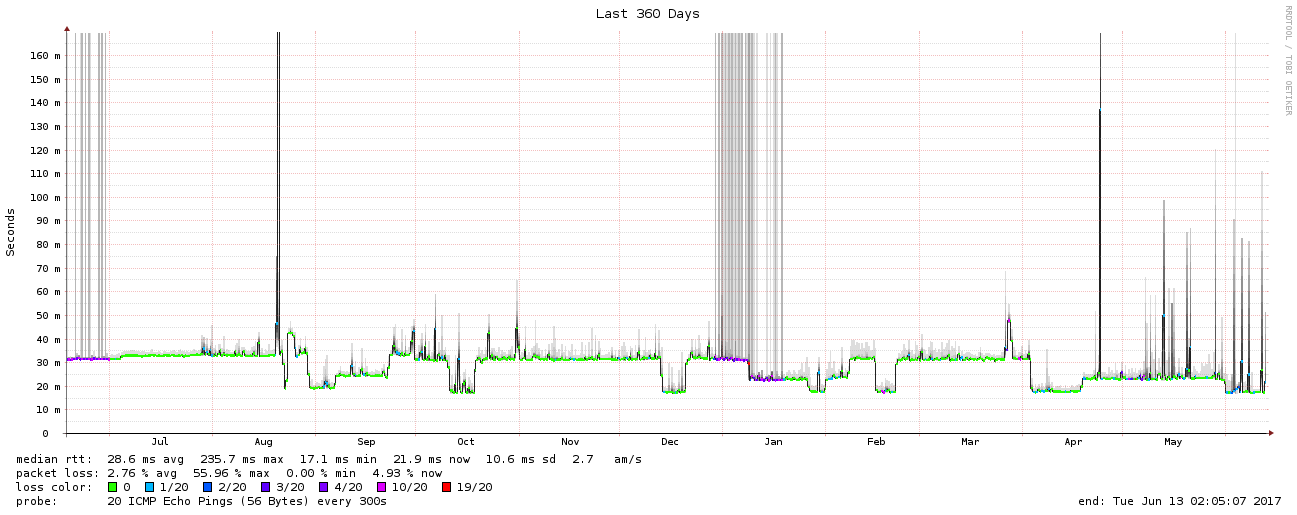 Last 360 Days
RRDTOOL / TOBI OETIKER
Seconds
160 m
150 m
140 m
130 m
120 m
110 m
100 m
90 m
80 m
70 m
60 m
50 m
40 m
30 m
20 m
10 m
0
Jul Aug Sep Oct Nov Dec Jan Feb Mar Apr May
median rtt: 28.6 ms avg 235.7 ms max 17.1 ms min 21.9 ms now 10.6 ms sd 2.7 am/s
packet loss: 2.76 % avg 55.96 % max 0.00 % min 4.93 % now
loss color: 0 1/20 2/20 3/20 4/20 10/20 19/20
probe: 20 ICMP Echo Pings (56 Bytes) every 300s end: Tue Jun 13 02:05:07 2017